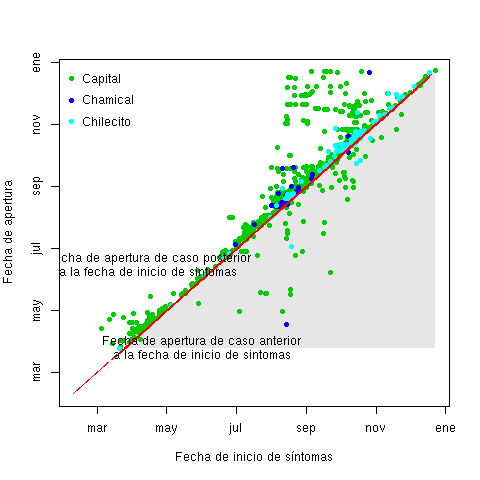 Capital
Chamical
Chilecito
cha de apertura de caso posterior
a la fecha de inicio de sintomas
Fecha de apertura de caso anterior
a la fecha de inicio de sintomas
Fecha de apertura
ene
nov
sep
jul
may
mar
mar
may
jul
sep
nov
ene
Fecha de inicio de síntomas